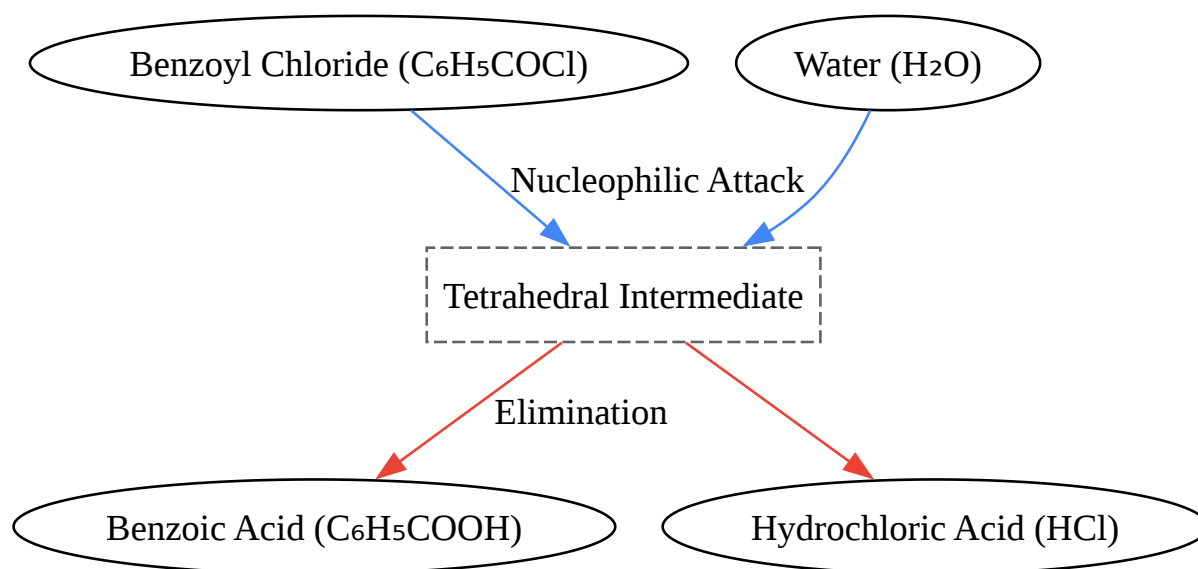 Benzoyl Chloride (C₆H₅COCl)
Water (H₂O)
Nucleophilic Attack
Tetrahedral Intermediate
Elimination
Benzoic Acid (C₆H₅COOH)
Hydrochloric Acid (HCl)